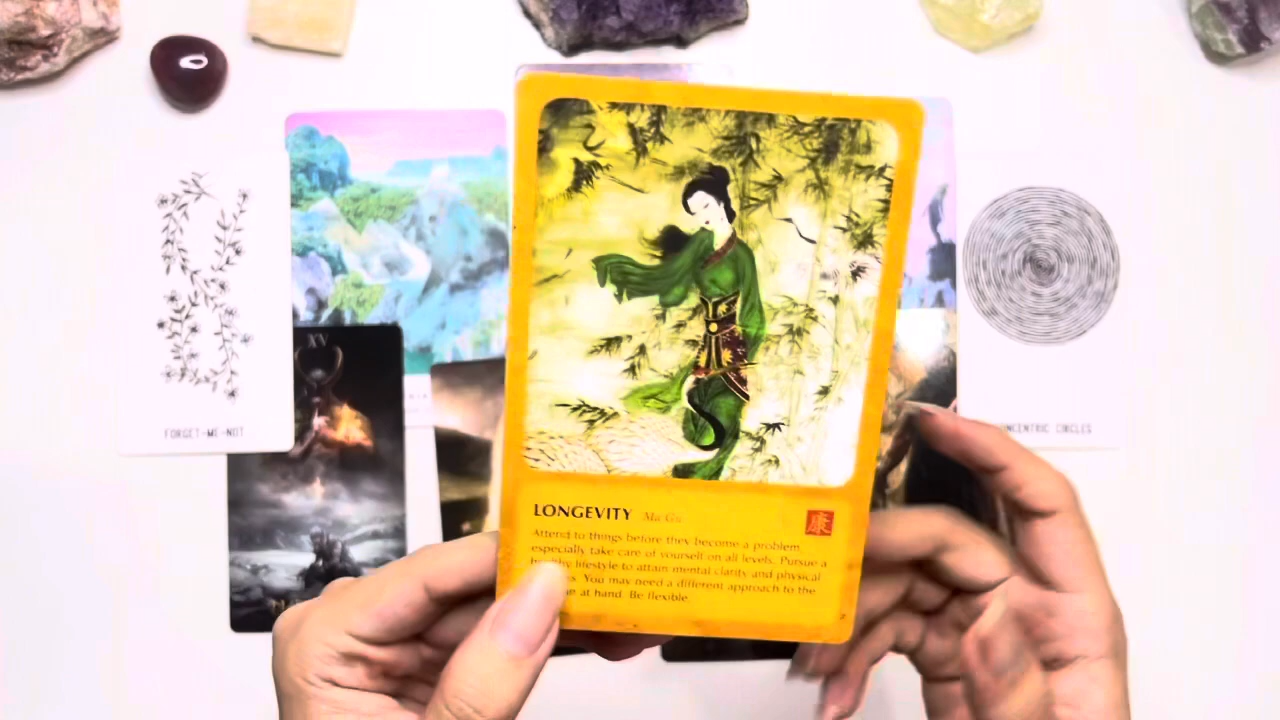 XV
FORGET-ME-NOT
CONCENTRIC CIRCLES
LONGEVITY Ma Gu
康
Attend to things before they become a problem,
especially take care of yourself on all levels. Pursue a
healthy lifestyle to attain mental clarity and physical
You may need a different approach to the
at hand. Be flexible.